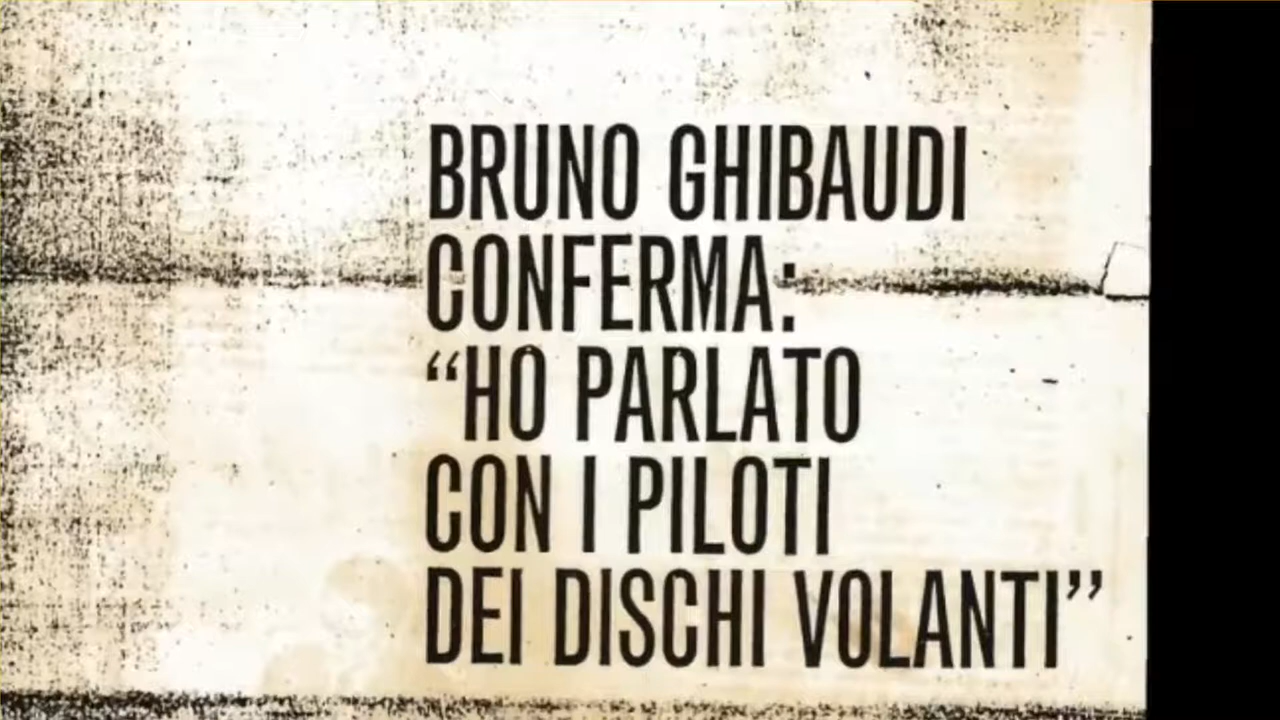 BRUNO GHIBAUDI
CONFERMA:
“HO PARLATO
CON I PILOTI
DEI DISCHI VOLANTI”